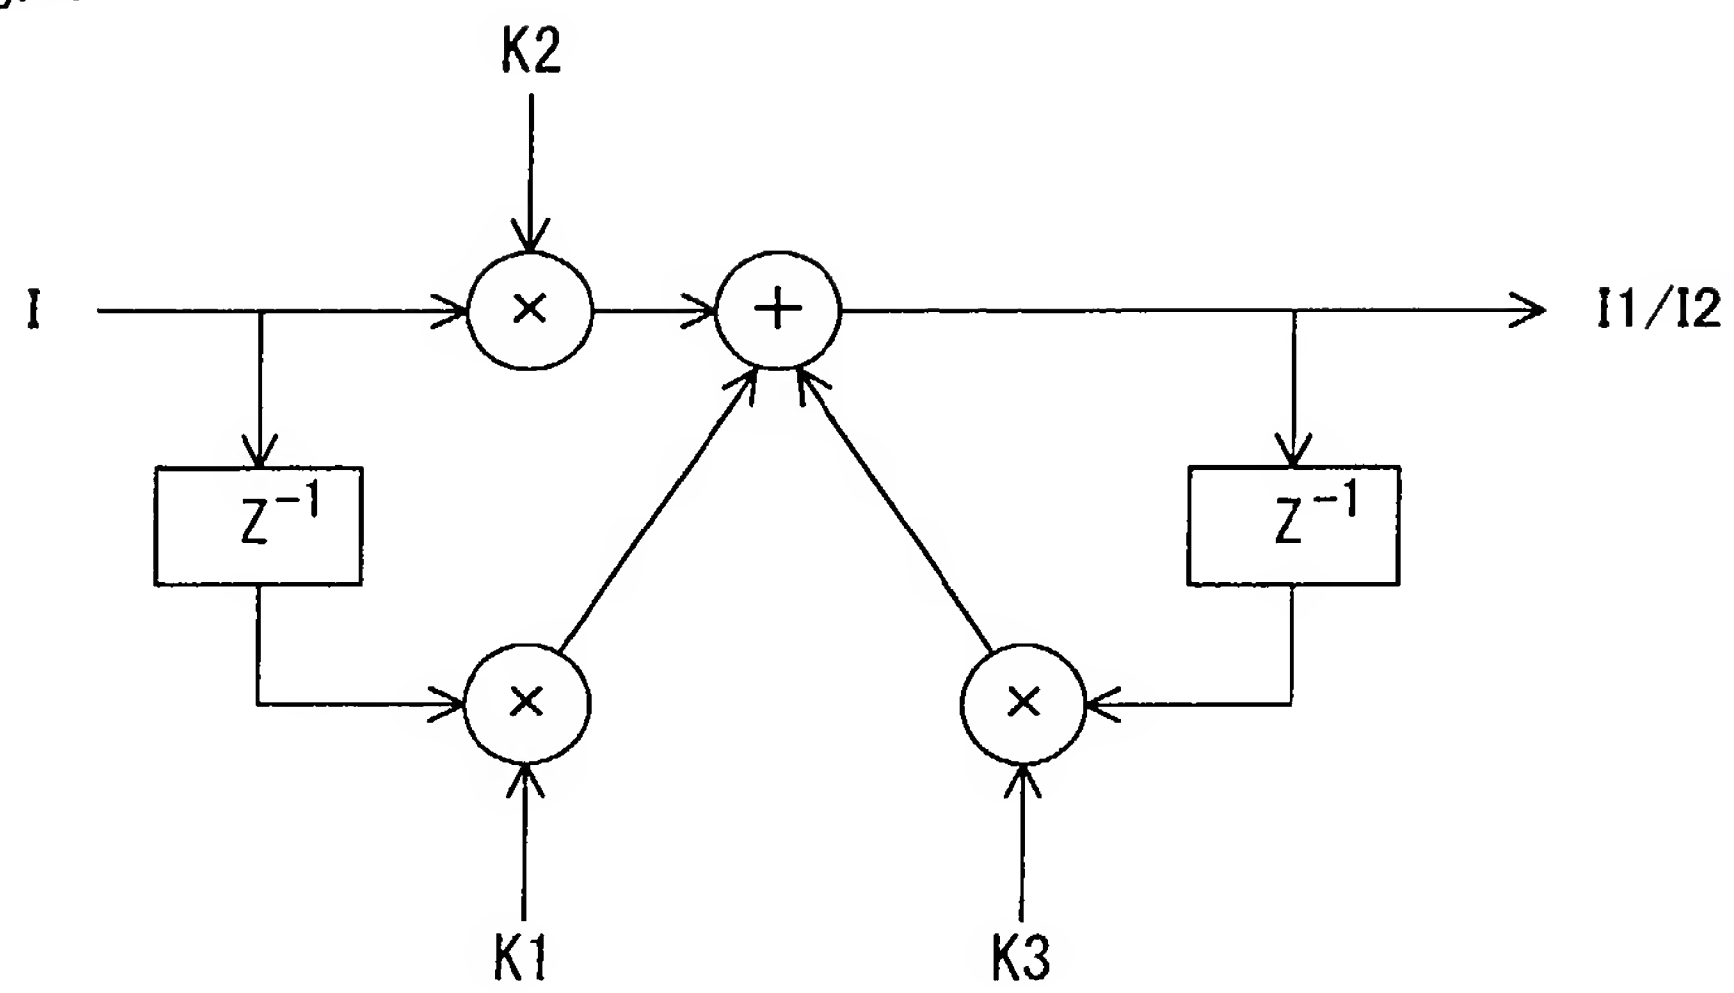 K2
I × + I1/I2
Z⁻¹ Z⁻¹
× ×
K1 K3